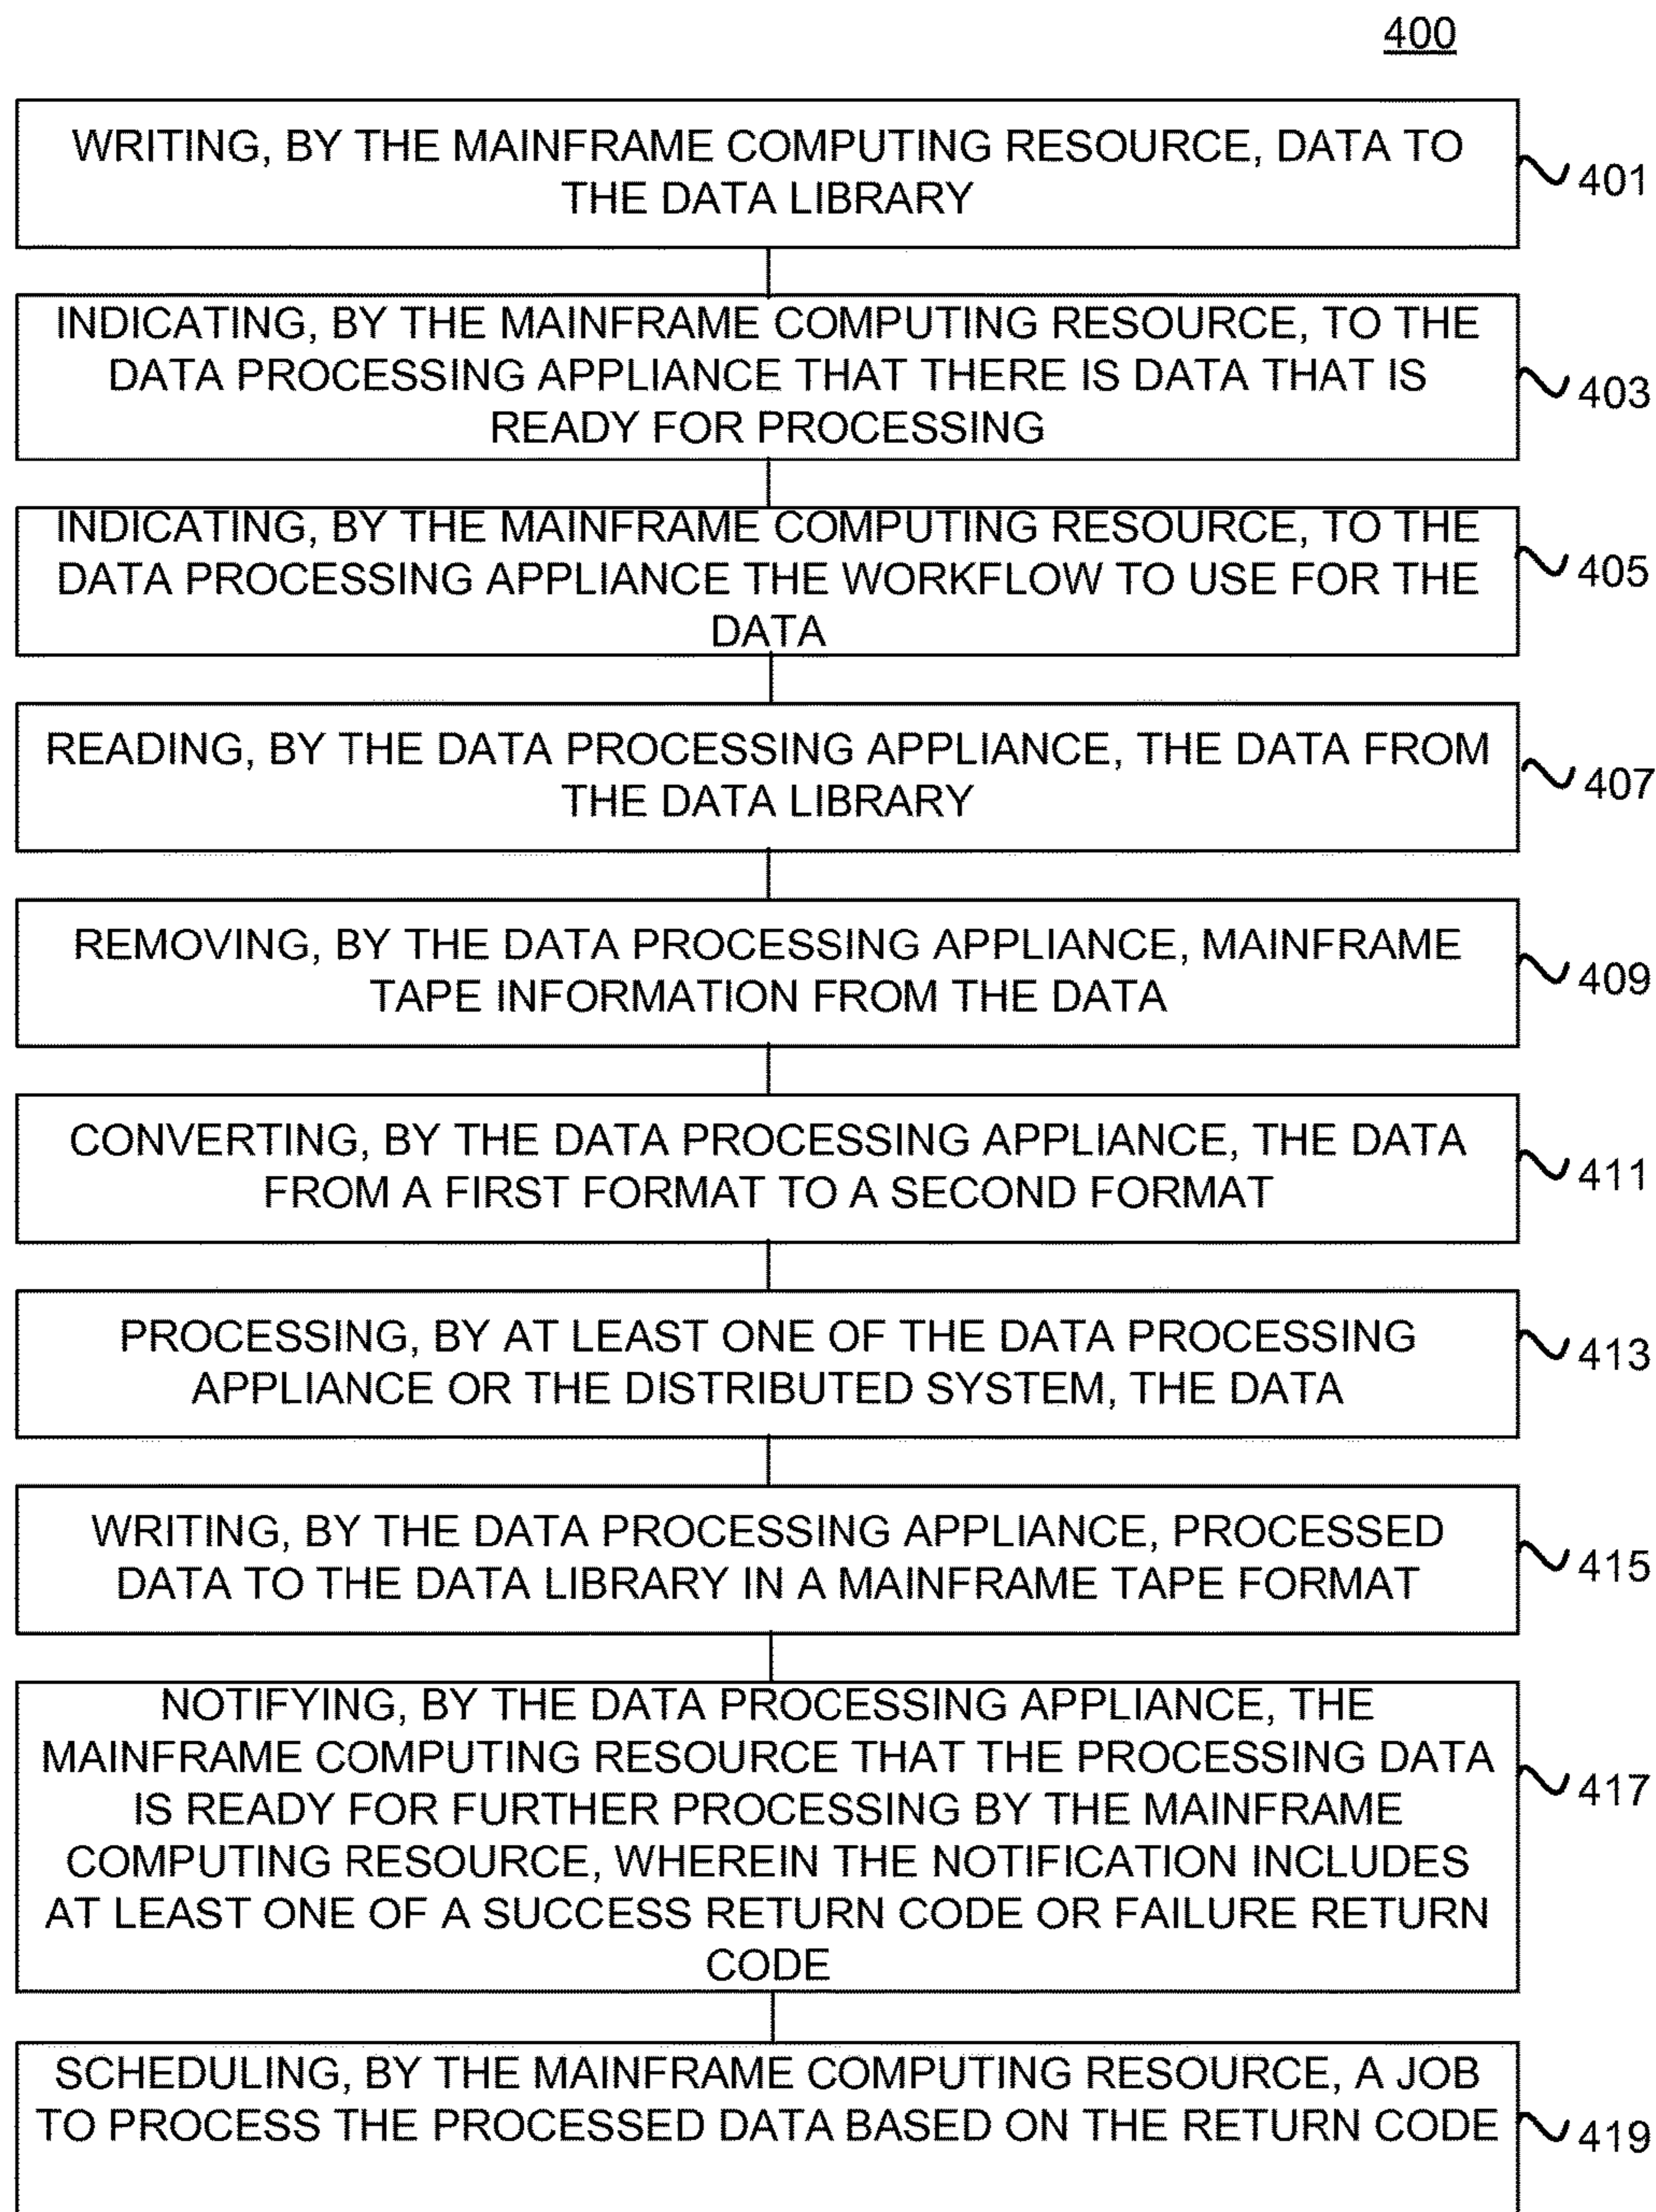 400
WRITING, BY THE MAINFRAME COMPUTING RESOURCE, DATA TO
THE DATA LIBRARY
401
INDICATING, BY THE MAINFRAME COMPUTING RESOURCE, TO THE
DATA PROCESSING APPLIANCE THAT THERE IS DATA THAT IS
READY FOR PROCESSING
403
INDICATING, BY THE MAINFRAME COMPUTING RESOURCE, TO THE
DATA PROCESSING APPLIANCE THE WORKFLOW TO USE FOR THE
DATA
405
READING, BY THE DATA PROCESSING APPLIANCE, THE DATA FROM
THE DATA LIBRARY
407
REMOVING, BY THE DATA PROCESSING APPLIANCE, MAINFRAME
TAPE INFORMATION FROM THE DATA
409
CONVERTING, BY THE DATA PROCESSING APPLIANCE, THE DATA
FROM A FIRST FORMAT TO A SECOND FORMAT
411
PROCESSING, BY AT LEAST ONE OF THE DATA PROCESSING
APPLIANCE OR THE DISTRIBUTED SYSTEM, THE DATA
413
WRITING, BY THE DATA PROCESSING APPLIANCE, PROCESSED
DATA TO THE DATA LIBRARY IN A MAINFRAME TAPE FORMAT
415
NOTIFYING, BY THE DATA PROCESSING APPLIANCE, THE
MAINFRAME COMPUTING RESOURCE THAT THE PROCESSING DATA
IS READY FOR FURTHER PROCESSING BY THE MAINFRAME
COMPUTING RESOURCE, WHEREIN THE NOTIFICATION INCLUDES
AT LEAST ONE OF A SUCCESS RETURN CODE OR FAILURE RETURN
CODE
417
SCHEDULING, BY THE MAINFRAME COMPUTING RESOURCE, A JOB
TO PROCESS THE PROCESSED DATA BASED ON THE RETURN CODE
419